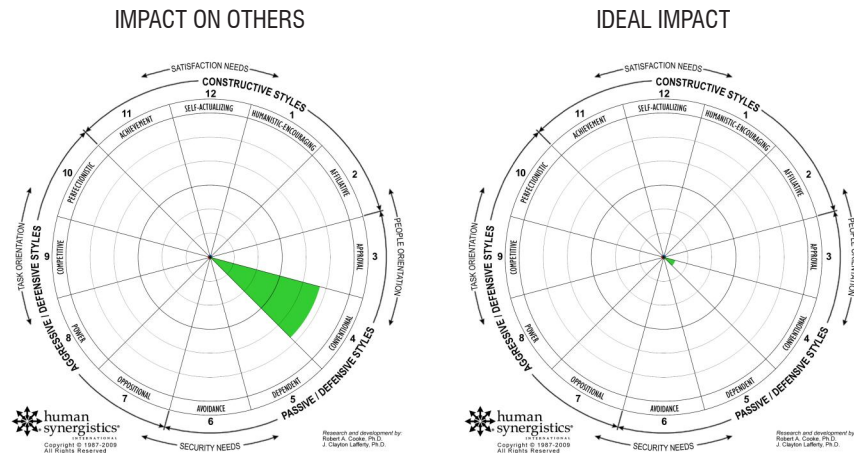 IMPACT ON OTHERS
SATISFACTION NEEDS
CONSTRUCTIVE STYLES
12
SELF-ACTUALIZING
1
HUMANISTIC-ENCOURAGING
2
AFFILIATIVE
PEOPLE ORIENTATION
3
APPROVAL
4
CONVENTIONAL
PASSIVE / DEFENSIVE STYLES
5
DEPENDENT
6
AVOIDANCE
SECURITY NEEDS
7
OPPOSITIONAL
8
POWER
AGGRESSIVE / DEFENSIVE STYLES
TASK ORIENTATION
9
COMPETITIVE
10
PERFECTIONISTIC
11
ACHIEVEMENT
human
synergistics®
INTERNATIONAL
Copyright © 1987-2009
All Rights Reserved
Research and development by:
Robert A. Cooke, Ph.D.
J. Clayton Lafferty, Ph.D.
IDEAL IMPACT
SATISFACTION NEEDS
CONSTRUCTIVE STYLES
12
SELF-ACTUALIZING
1
HUMANISTIC-ENCOURAGING
2
AFFILIATIVE
PEOPLE ORIENTATION
3
APPROVAL
4
CONVENTIONAL
PASSIVE / DEFENSIVE STYLES
5
DEPENDENT
6
AVOIDANCE
SECURITY NEEDS
7
OPPOSITIONAL
8
POWER
AGGRESSIVE / DEFENSIVE STYLES
TASK ORIENTATION
9
COMPETITIVE
10
PERFECTIONISTIC
11
ACHIEVEMENT
human
synergistics®
INTERNATIONAL
Copyright © 1987-2009
All Rights Reserved
Research and development by:
Robert A. Cooke, Ph.D.
J. Clayton Lafferty, Ph.D.